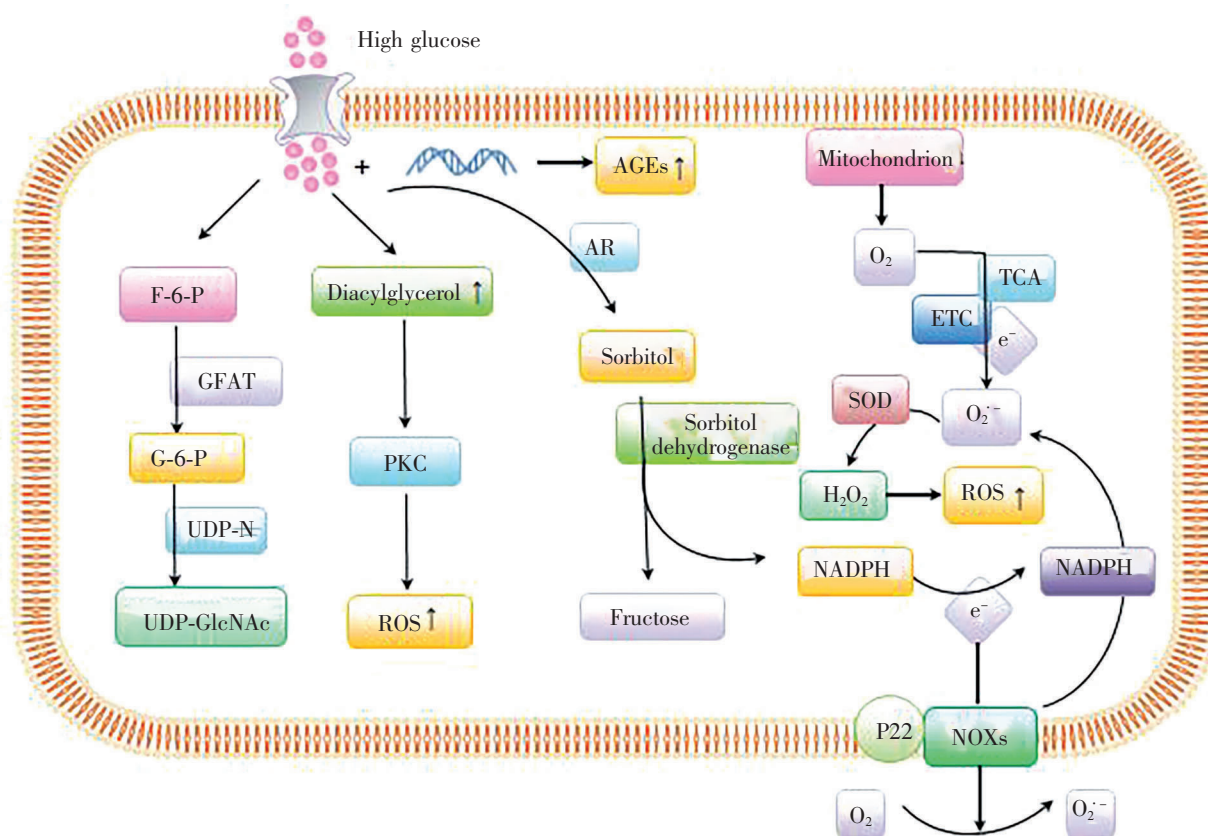 High glucose
+
AGEs ↑
Mitochondrion
AR
O₂
TCA
F-6-P
Diacylglycerol ↑
ETC
e⁻
Sorbitol
GFAT
SOD
O₂·⁻
Sorbitol
dehydrogenase
G-6-P
PKC
H₂O₂
ROS ↑
UDP-N
NADPH
NADPH
UDP-GlcNAc
ROS ↑
Fructose
e⁻
P22
NOXs
O₂
O₂·⁻